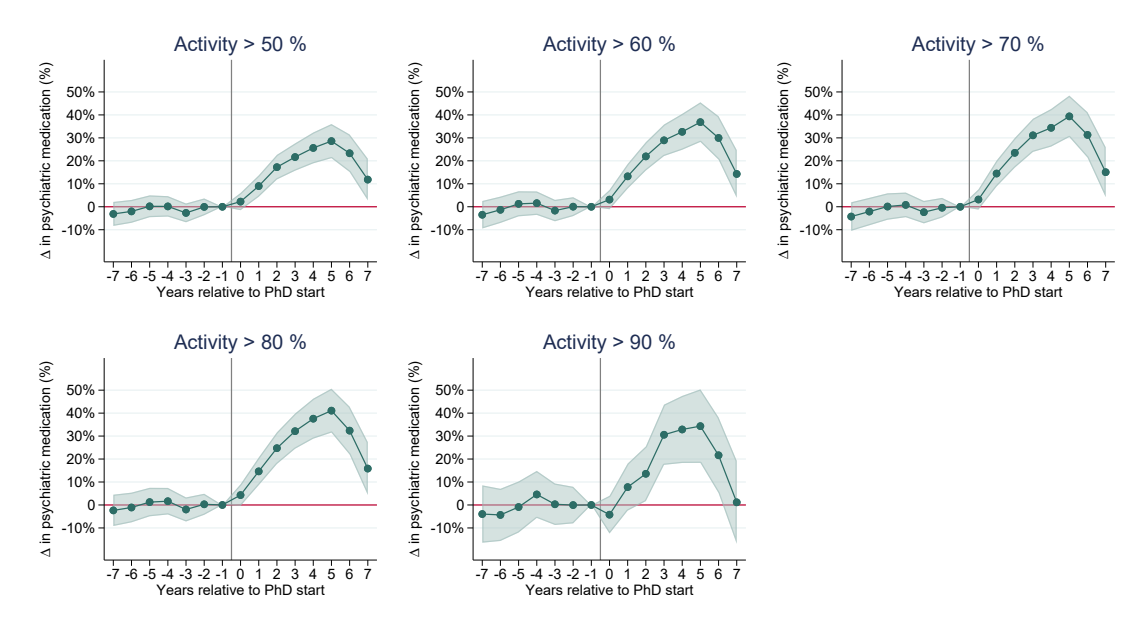 Activity > 50 %
Δ in psychiatric medication (%)
50%
40%
30%
20%
10%
0
-10%
-7 -6 -5 -4 -3 -2 -1 0 1 2 3 4 5 6 7
Years relative to PhD start
Activity > 60 %
Δ in psychiatric medication (%)
50%
40%
30%
20%
10%
0
-10%
-7 -6 -5 -4 -3 -2 -1 0 1 2 3 4 5 6 7
Years relative to PhD start
Activity > 70 %
Δ in psychiatric medication (%)
50%
40%
30%
20%
10%
0
-10%
-7 -6 -5 -4 -3 -2 -1 0 1 2 3 4 5 6 7
Years relative to PhD start
Activity > 80 %
Δ in psychiatric medication (%)
50%
40%
30%
20%
10%
0
-10%
-7 -6 -5 -4 -3 -2 -1 0 1 2 3 4 5 6 7
Years relative to PhD start
Activity > 90 %
Δ in psychiatric medication (%)
50%
40%
30%
20%
10%
0
-10%
-7 -6 -5 -4 -3 -2 -1 0 1 2 3 4 5 6 7
Years relative to PhD start